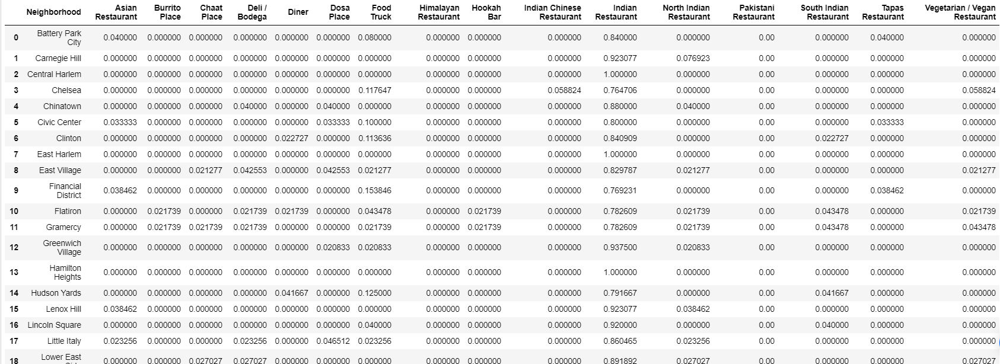 Neighborhood Asian Restaurant Burrito Place Chaat Place Deli / Bodega Diner Dosa Place Food Truck Himalayan Restaurant Hookah Bar Indian Chinese Restaurant Indian Restaurant North Indian Restaurant Pakistani Restaurant South Indian Restaurant Tapas Restaurant Vegetarian / Vegan Restaurant
0 Battery Park City 0.040000 0.000000 0.000000 0.000000 0.000000 0.000000 0.080000 0.000000 0.000000 0.000000 0.840000 0.000000 0.00 0.000000 0.040000 0.000000
1 Carnegie Hill 0.000000 0.000000 0.000000 0.000000 0.000000 0.000000 0.000000 0.000000 0.000000 0.000000 0.923077 0.076923 0.00 0.000000 0.000000 0.000000
2 Central Harlem 0.000000 0.000000 0.000000 0.000000 0.000000 0.000000 0.000000 0.000000 0.000000 0.000000 1.000000 0.000000 0.00 0.000000 0.000000 0.000000
3 Chelsea 0.000000 0.000000 0.000000 0.000000 0.000000 0.000000 0.117647 0.000000 0.000000 0.058824 0.764706 0.000000 0.00 0.000000 0.000000 0.058824
4 Chinatown 0.000000 0.000000 0.000000 0.040000 0.000000 0.040000 0.000000 0.000000 0.000000 0.000000 0.880000 0.040000 0.00 0.000000 0.000000 0.000000
5 Civic Center 0.033333 0.000000 0.000000 0.000000 0.000000 0.033333 0.100000 0.000000 0.000000 0.000000 0.800000 0.000000 0.00 0.000000 0.033333 0.000000
6 Clinton 0.000000 0.000000 0.000000 0.000000 0.022727 0.000000 0.113636 0.000000 0.000000 0.000000 0.840909 0.000000 0.00 0.022727 0.000000 0.000000
7 East Harlem 0.000000 0.000000 0.000000 0.000000 0.000000 0.000000 0.000000 0.000000 0.000000 0.000000 1.000000 0.000000 0.00 0.000000 0.000000 0.000000
8 East Village 0.000000 0.000000 0.021277 0.042553 0.000000 0.042553 0.021277 0.000000 0.000000 0.000000 0.829787 0.021277 0.00 0.000000 0.000000 0.021277
9 Financial District 0.038462 0.000000 0.000000 0.000000 0.000000 0.000000 0.153846 0.000000 0.000000 0.000000 0.769231 0.000000 0.00 0.000000 0.038462 0.000000
10 Flatiron 0.000000 0.021739 0.000000 0.021739 0.021739 0.000000 0.043478 0.000000 0.021739 0.000000 0.782609 0.021739 0.00 0.043478 0.000000 0.021739
11 Gramercy 0.000000 0.021739 0.021739 0.021739 0.000000 0.000000 0.021739 0.000000 0.021739 0.000000 0.782609 0.021739 0.00 0.043478 0.000000 0.043478
12 Greenwich Village 0.000000 0.000000 0.000000 0.000000 0.000000 0.020833 0.020833 0.000000 0.000000 0.000000 0.937500 0.020833 0.00 0.000000 0.000000 0.000000
13 Hamilton Heights 0.000000 0.000000 0.000000 0.000000 0.000000 0.000000 0.000000 0.000000 0.000000 0.000000 1.000000 0.000000 0.00 0.000000 0.000000 0.000000
14 Hudson Yards 0.000000 0.000000 0.000000 0.000000 0.041667 0.000000 0.125000 0.000000 0.000000 0.000000 0.791667 0.000000 0.00 0.041667 0.000000 0.000000
15 Lenox Hill 0.038462 0.000000 0.000000 0.000000 0.000000 0.000000 0.000000 0.000000 0.000000 0.000000 0.923077 0.038462 0.00 0.000000 0.000000 0.000000
16 Lincoln Square 0.000000 0.000000 0.000000 0.000000 0.000000 0.000000 0.040000 0.000000 0.000000 0.000000 0.920000 0.000000 0.00 0.040000 0.000000 0.000000
17 Little Italy 0.023256 0.000000 0.000000 0.023256 0.000000 0.046512 0.023256 0.000000 0.000000 0.000000 0.860465 0.023256 0.00 0.000000 0.000000 0.000000
18 Lower East 0.000000 0.000000 0.027027 0.027027 0.000000 0.000000 0.000000 0.000000 0.000000 0.000000 0.891892 0.027027 0.00 0.000000 0.000000 0.027027